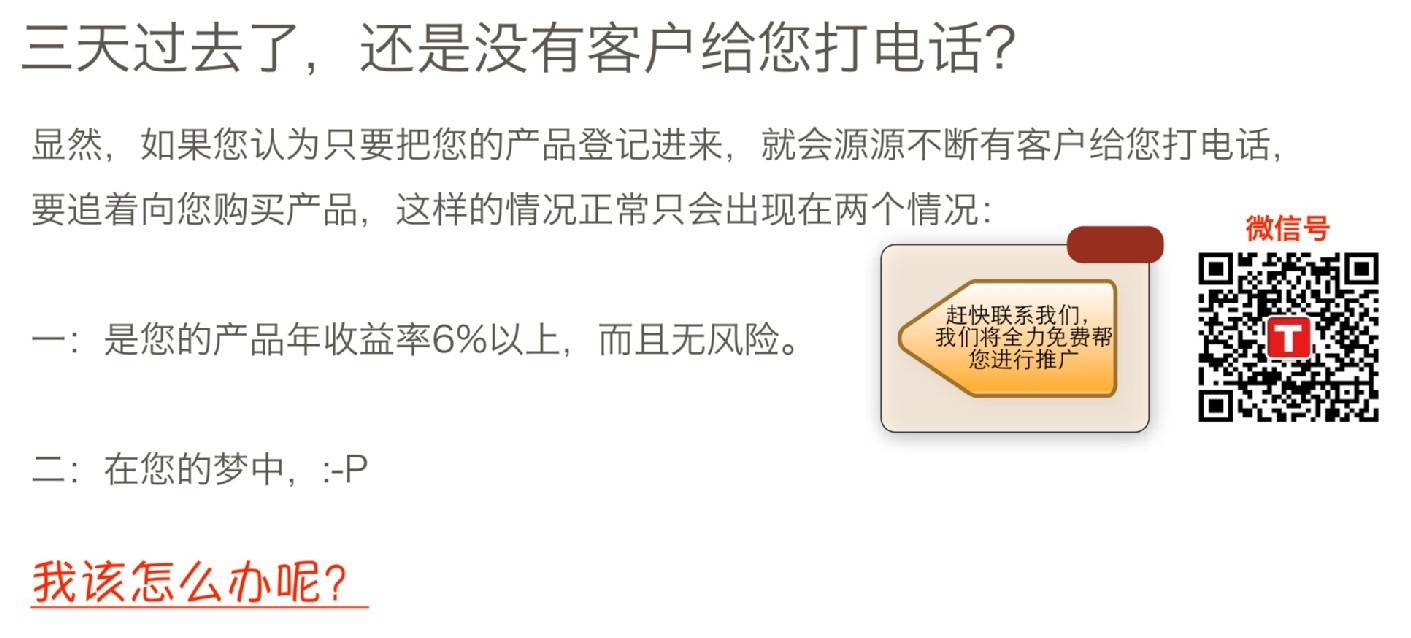 三天过去了，还是没有客户给您打电话？
显然，如果您认为只要把您的产品登记进来，就会源源不断有客户给您打电话，
要追着向您购买产品，这样的情况正常只会出现在两个情况：
微信号
赶快联系我们，
我们将全力免费帮
您进行推广
T
一：是您的产品年收益率6%以上，而且无风险。
二：在您的梦中，:-P
我该怎么办呢？